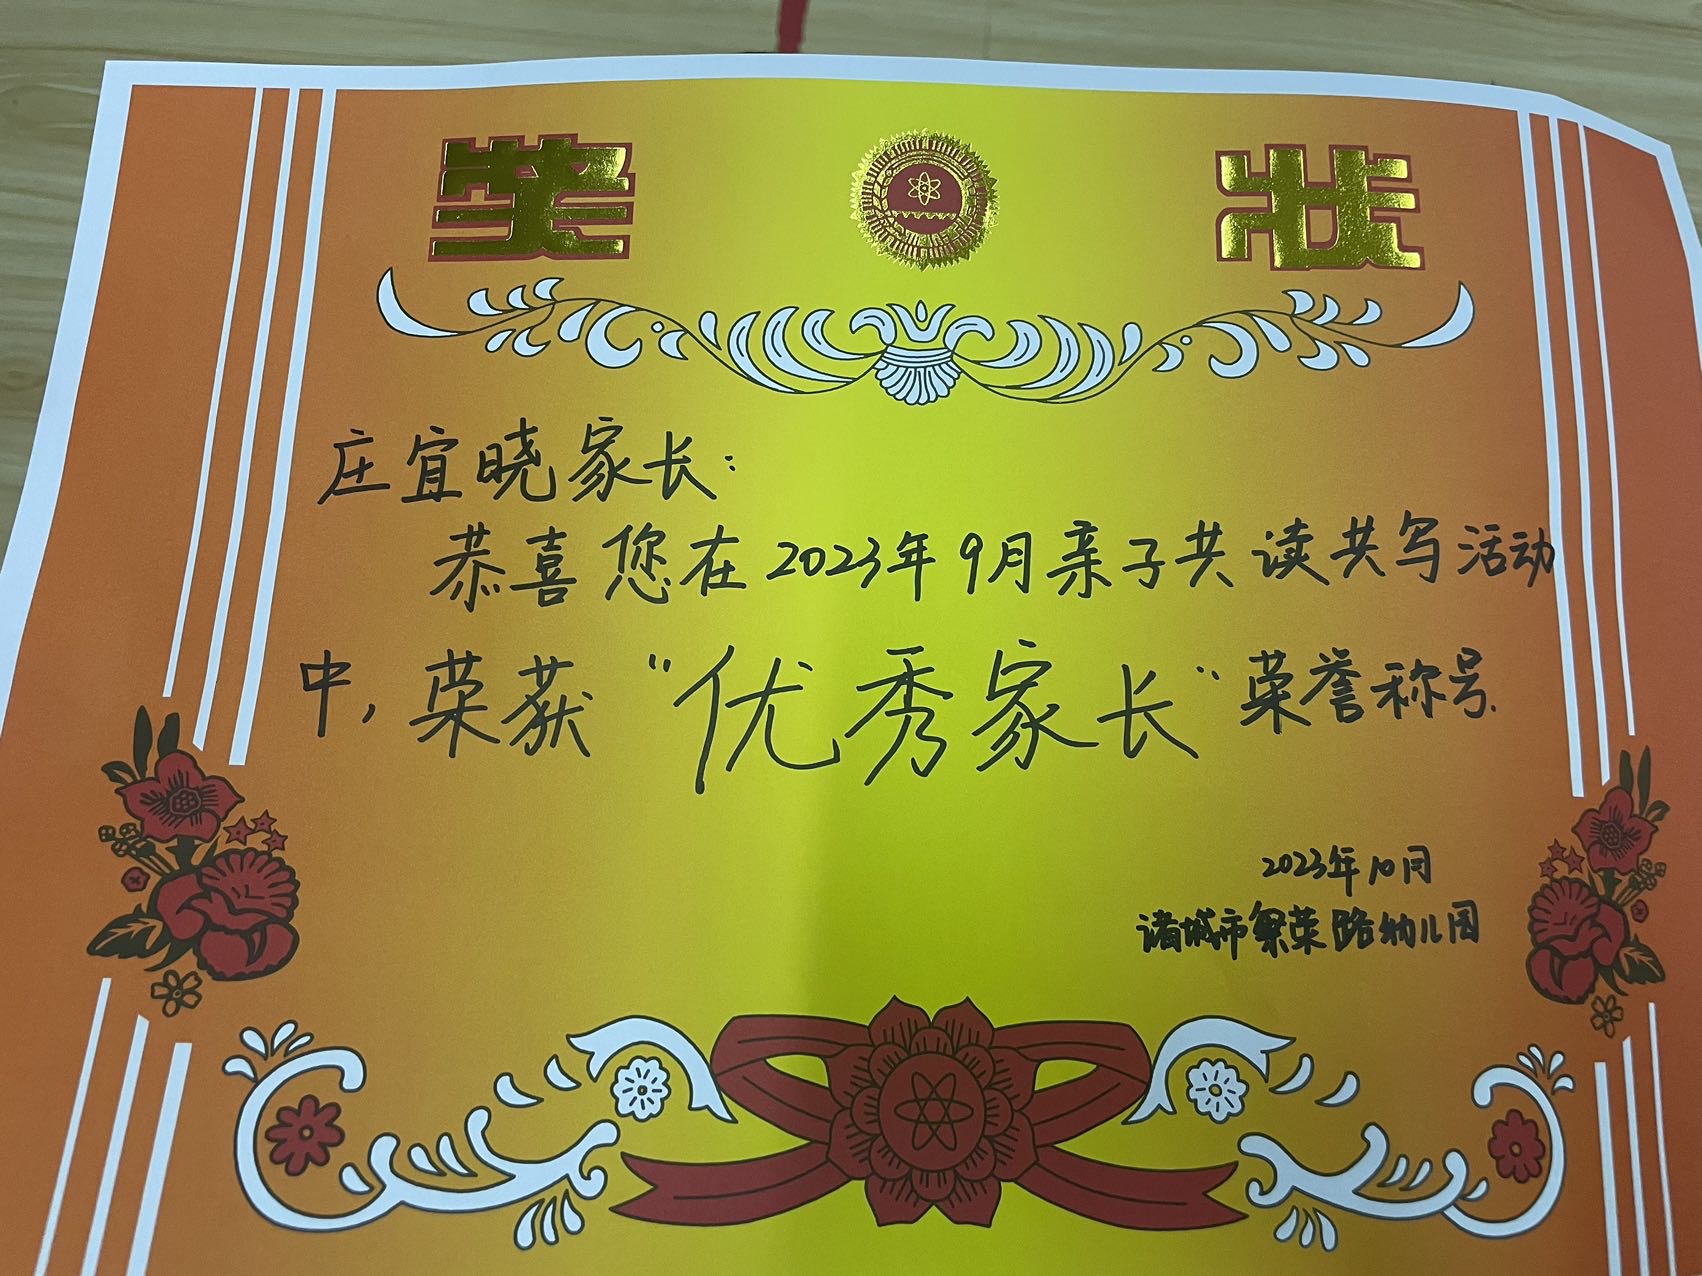 奖 状
庄宜晓家长：
恭喜您在2023年9月亲子共读共写活动
中，荣获“优秀家长”荣誉称号.
2023年10月
诸城市繁荣路幼儿园